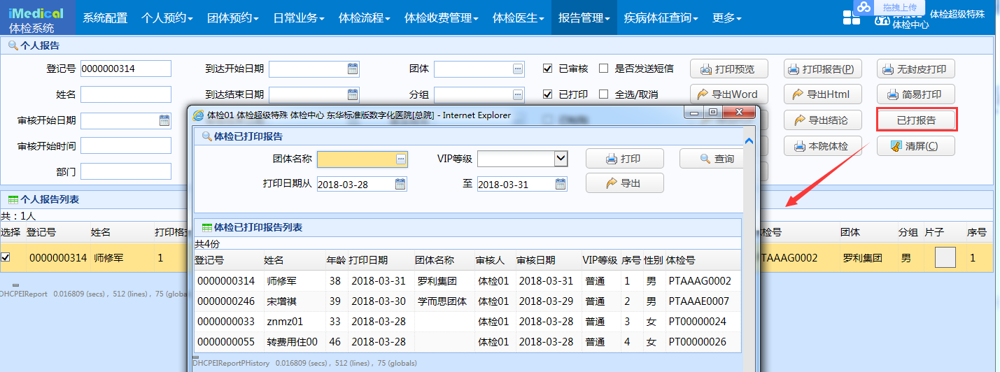 iMedical
体检系统
系统配置 个人预约 团体预约 日常业务 体检流程 体检收费管理 体检医生 报告管理 疾病体征查询 更多
拖拽上传
体检超级特殊
体检中心
个人报告
登记号 0000000314 到达开始日期 团体 已审核 是否发送短信 打印预览 打印报告(P) 无封皮打印
姓名 到达结束日期 分组 已打印 全选/取消 导出Word 导出Html 简易打印
审核开始日期 导出结论 已打报告
审核开始时间 本院体检 清屏(C)
部门
个人报告列表
共：1人
选择 登记号 姓名 打印格式 检号 团体 分组 片子 序号
0000000314 师修军 1 TAAAG0002 罗利集团 男 1
DHCPEIReport 0.016809 (secs) , 512 (lines), 75 (globals
体检01 体检超级特殊 体检中心 东华标准版数字化医院[总院] - Internet Explorer
体检已打印报告
团体名称 VIP等级 打印 查询
打印日期从 2018-03-28 至 2018-03-31 导出
体检已打印报告列表
共4份
登记号 姓名 年龄 打印日期 团体名称 审核人 审核日期 VIP等级 序号 性别 体检号
0000000314 师修军 38 2018-03-31 罗利集团 体检01 2018-03-31 普通 1 男 PTAAAG0002
0000000246 宋增祺 39 2018-03-30 学而思团体 体检01 2018-03-29 普通 2 男 PTAAAE0007
0000000033 znmz01 33 2018-03-28 体检01 2018-03-28 普通 3 女 PT00000024
0000000055 转费用住00 46 2018-03-28 体检01 2018-03-28 普通 4 女 PT00000026
DHCPEIReportPHistory 0.016809 (secs) , 512 (lines) , 75 (globals)